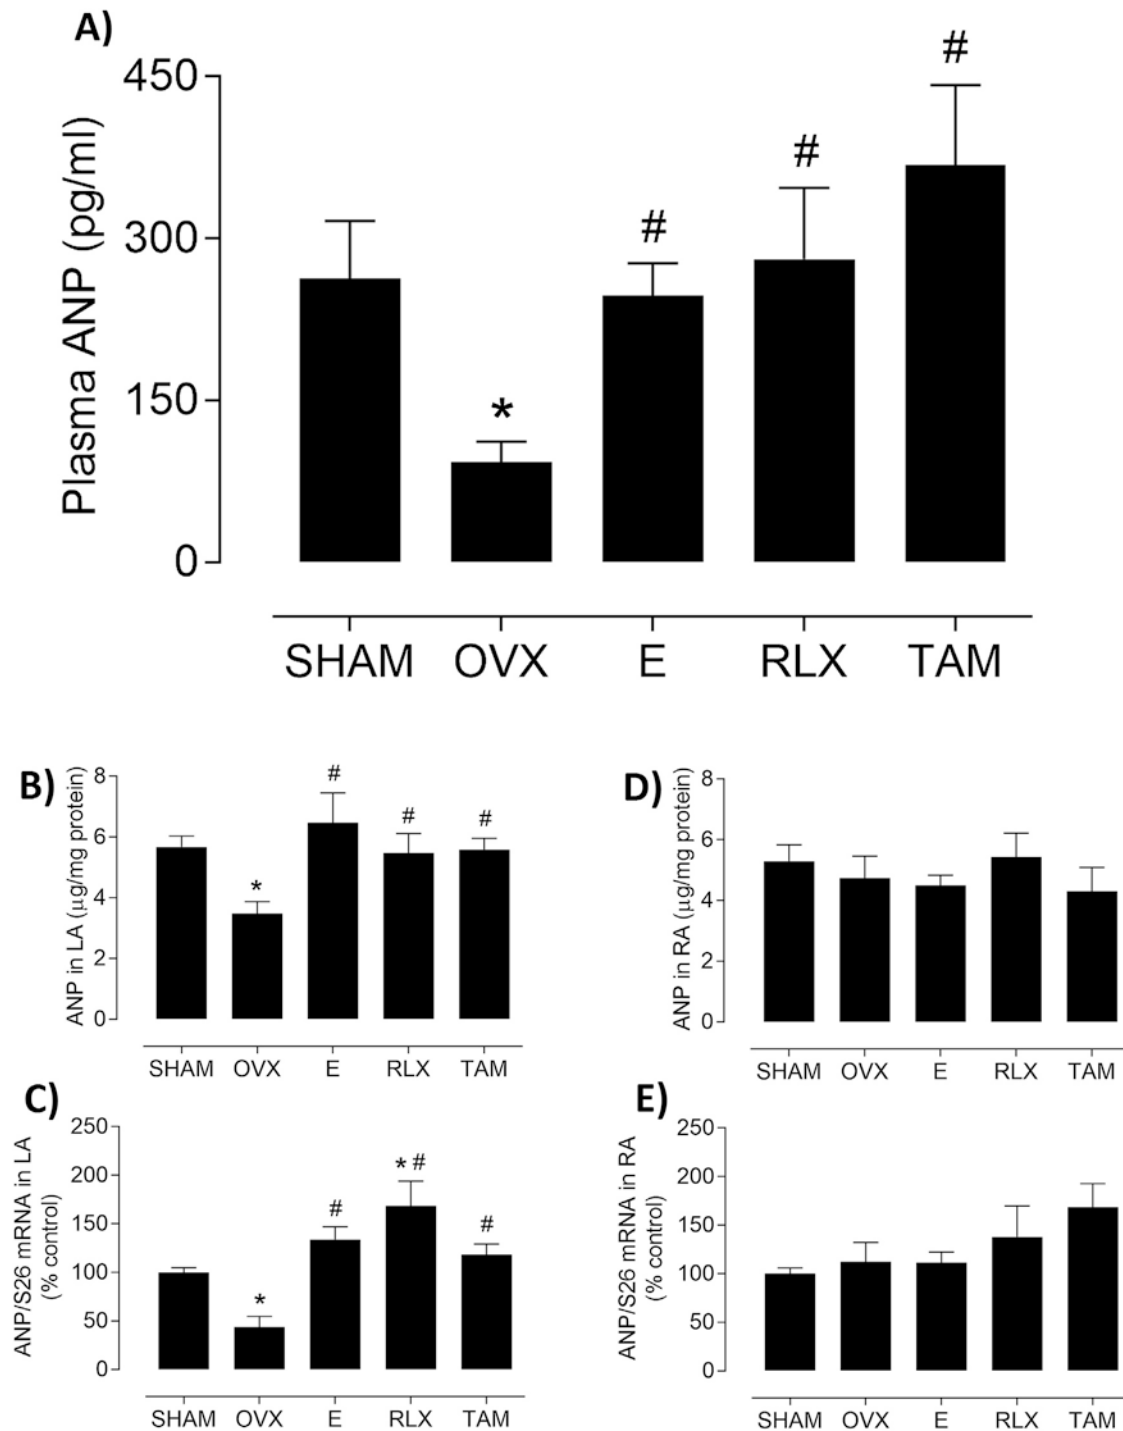 A)
Plasma ANP (pg/ml)
450
300
150
0
* # # #
SHAM OVX E RLX TAM
B)
ANP in LA (µg/mg protein)
8
6
4
2
0
* # # #
SHAM OVX E RLX TAM
D)
ANP in RA (µg/mg protein)
8
6
4
2
0
SHAM OVX E RLX TAM
C)
ANP/S26 mRNA in LA
(% control)
250
200
150
100
50
0
* # *# #
SHAM OVX E RLX TAM
E)
ANP/S26 mRNA in RA
(% control)
250
200
150
100
50
0
SHAM OVX E RLX TAM